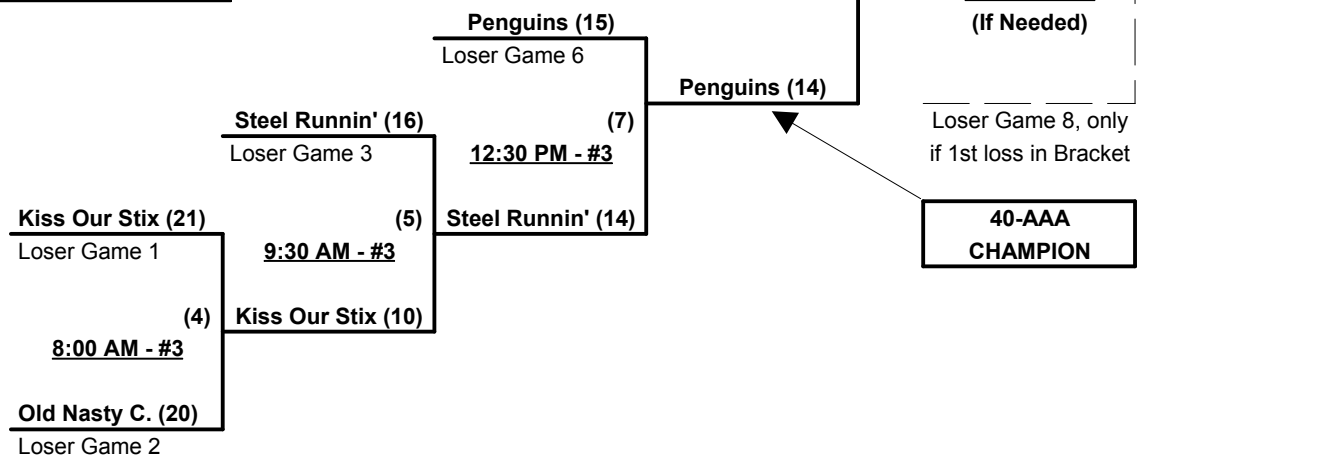 Penguins (15)
(If Needed)
Loser Game 6
Penguins (14)
Steel Runnin' (16)
(7)
Loser Game 8, only
Loser Game 3
12:30 PM - #3
if 1st loss in Bracket
Kiss Our Stix (21)
(5)
Steel Runnin' (14)
40-AAA
Loser Game 1
9:30 AM - #3
CHAMPION
(4)
Kiss Our Stix (10)
8:00 AM - #3
Old Nasty C. (20)
Loser Game 2